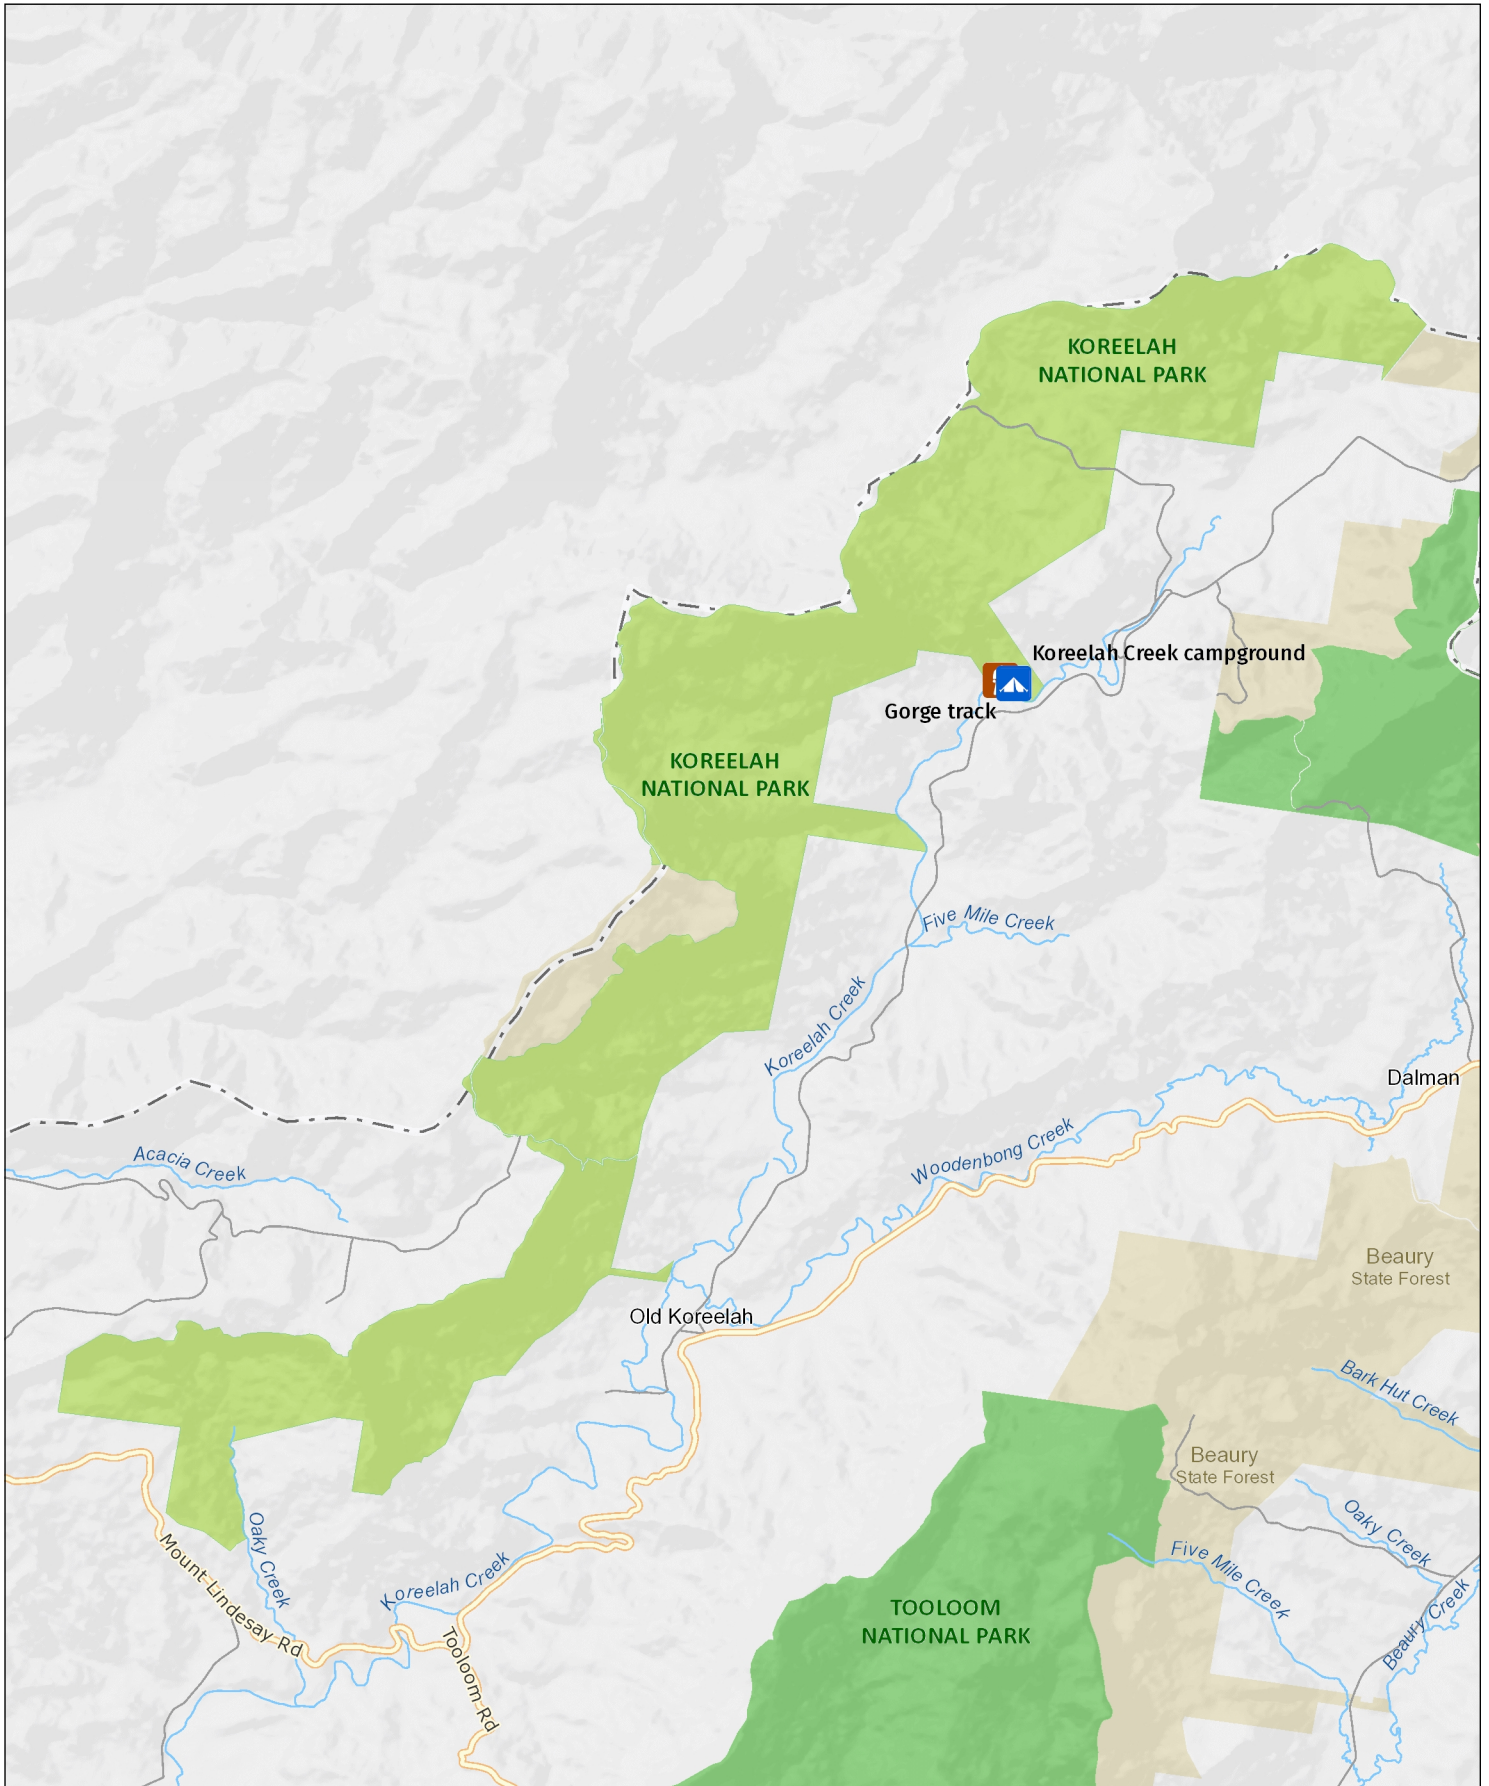 KOREELAH
NATIONAL PARK
Koreelah Creek campground
Gorge track
KOREELAH
NATIONAL PARK
Five Mile Creek
Koreelah Creek
Dalman
Woodenbong Creek
Acacia Creek
Beaury
State Forest
Old Koreelah
Bark Hut Creek
Beaury
State Forest
Oaky Creek
Oaky Creek
Mount Lindesay Rd
Koreelah Creek
Five Mile Creek
TOOLOOM
NATIONAL PARK
Beaury Creek
Tooloom Rd